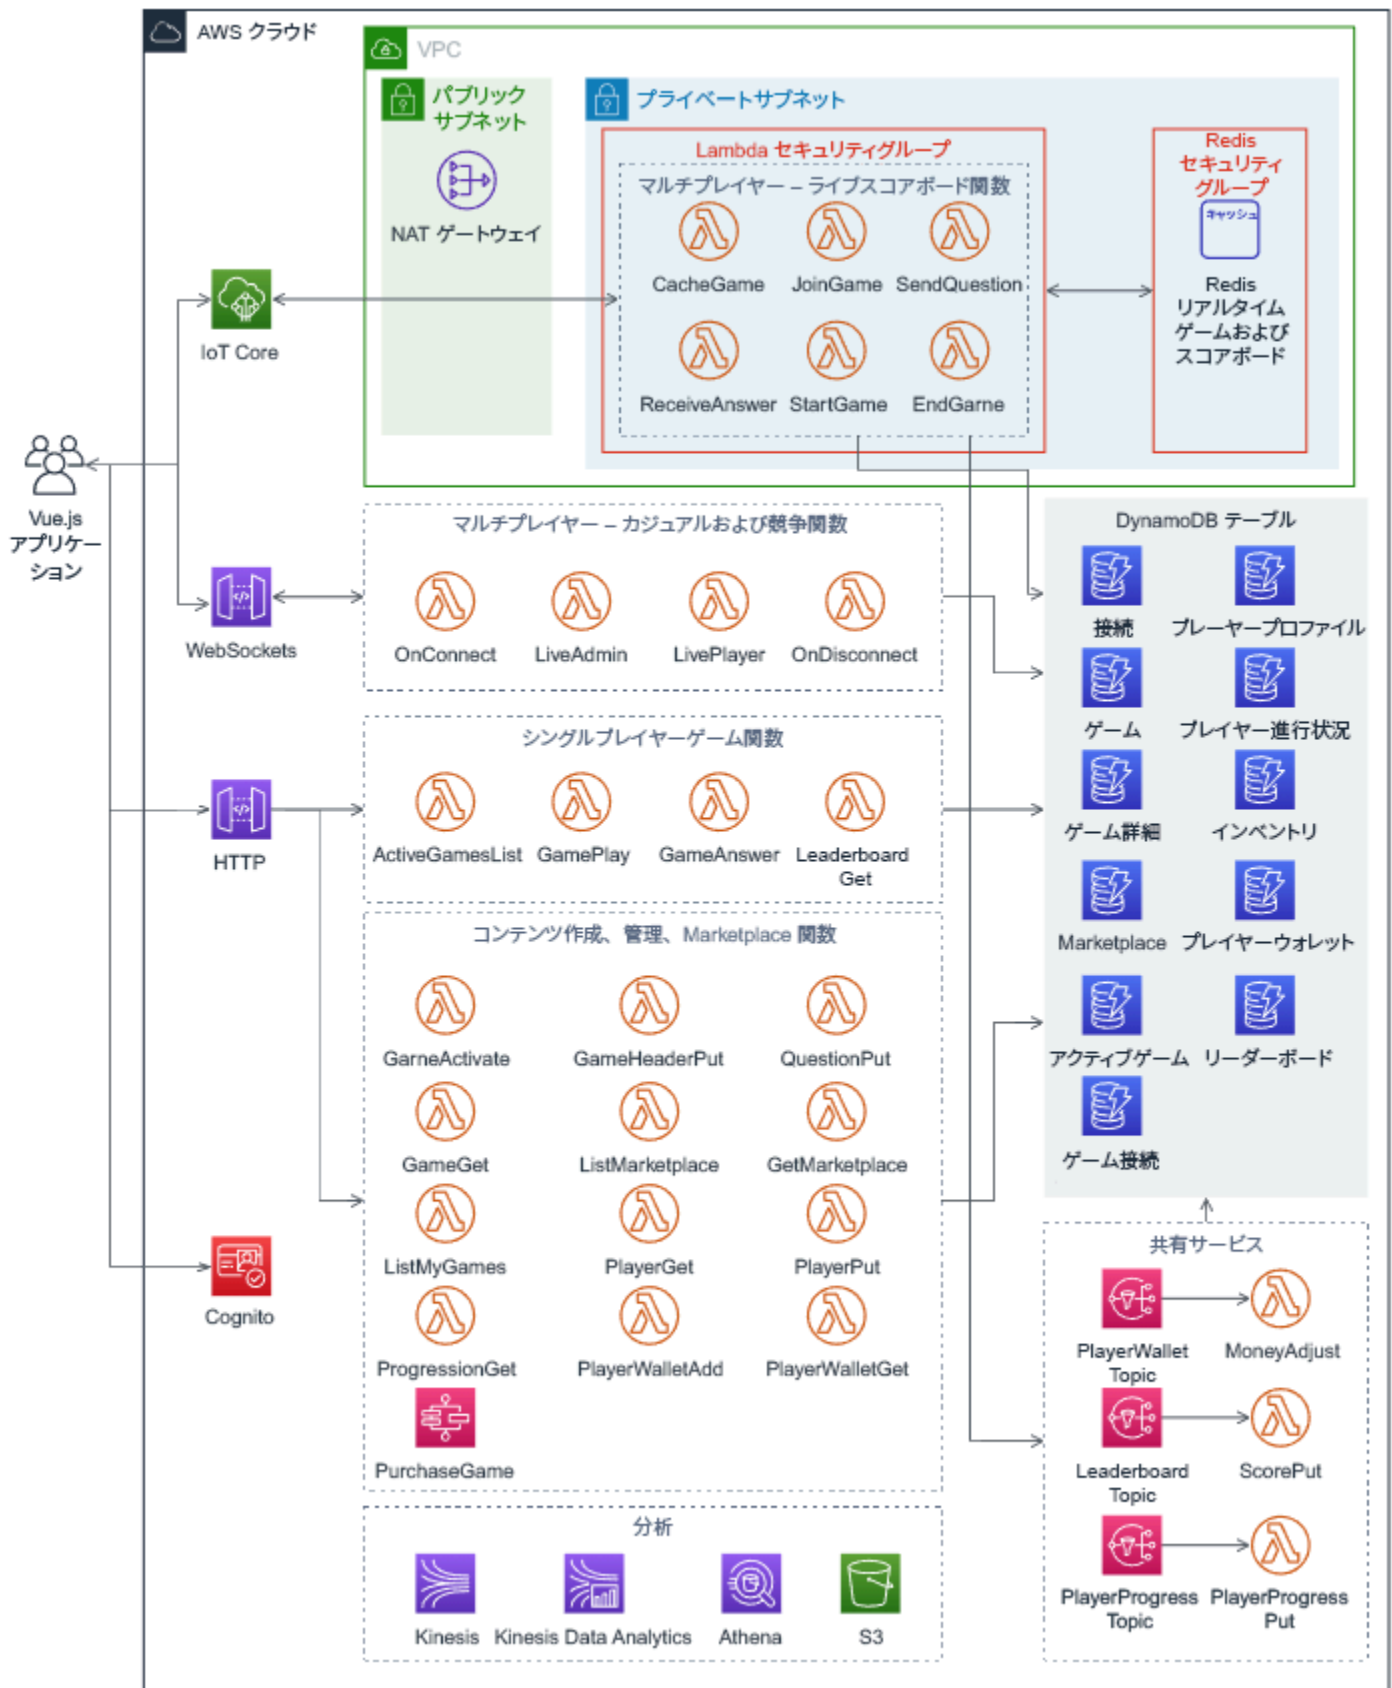 AWS クラウド
VPC
パブリック
サブネット
NAT ゲートウェイ
プライベートサブネット
Lambda セキュリティグループ
マルチプレイヤー – ライブスコアボード関数
CacheGame
JoinGame
SendQuestion
ReceiveAnswer
StartGame
EndGarne
Redis
セキュリティ
グループ
キャッシュ
Redis
リアルタイム
ゲームおよび
スコアボード
IoT Core
Vue.js
アプリケー
ション
WebSockets
HTTP
Cognito
マルチプレイヤー – カジュアルおよび競争関数
OnConnect
LiveAdmin
LivePlayer
OnDisconnect
シングルプレイヤーゲーム関数
ActiveGamesList
GamePlay
GameAnswer
Leaderboard
Get
コンテンツ作成、管理、Marketplace 関数
GarneActivate
GameHeaderPut
QuestionPut
GameGet
ListMarketplace
GetMarketplace
ListMyGames
PlayerGet
PlayerPut
ProgressionGet
PlayerWalletAdd
PlayerWalletGet
PurchaseGame
分析
Kinesis
Kinesis Data Analytics
Athena
S3
DynamoDB テーブル
接続
プレーヤープロファイル
ゲーム
プレイヤー進行状況
ゲーム詳細
インベントリ
Marketplace
プレイヤーウォレット
アクティブゲーム
リーダーボード
ゲーム接続
共有サービス
PlayerWallet
Topic
MoneyAdjust
Leaderboard
Topic
ScorePut
PlayerProgress
Topic
PlayerProgress
Put